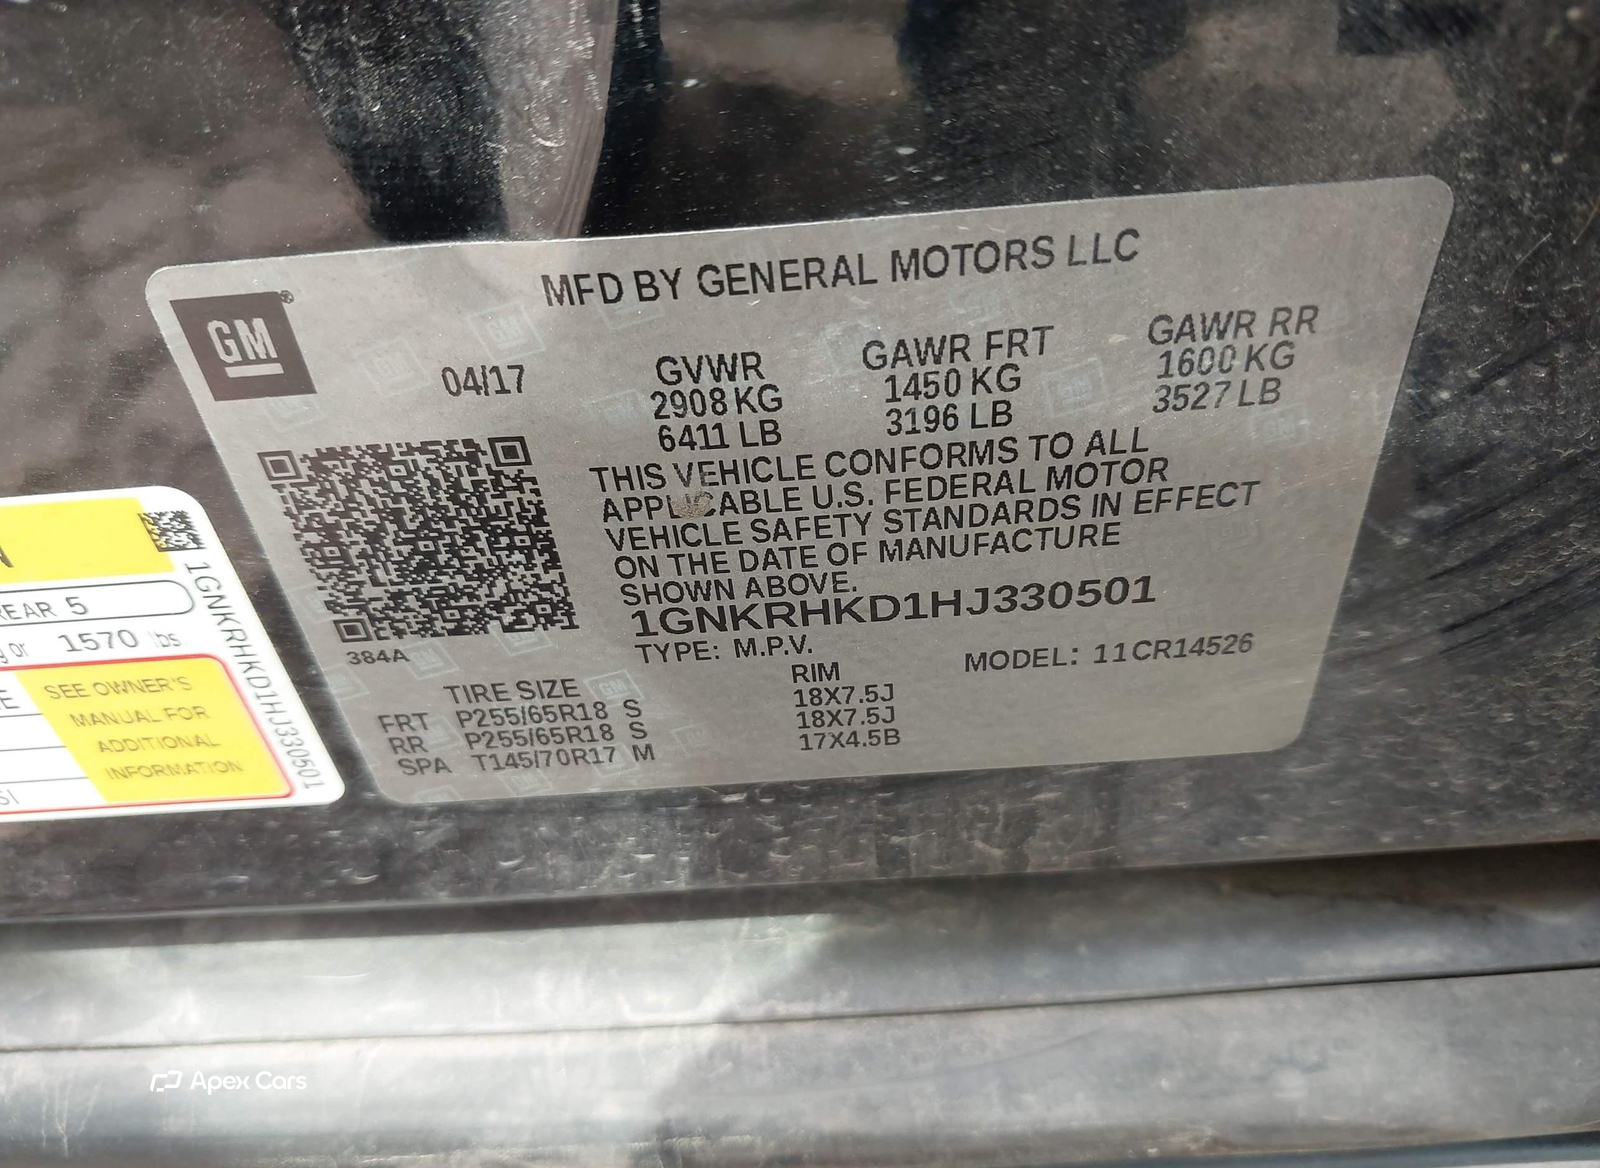 MFD BY GENERAL MOTORS LLC
GM
04/17
GVWR
2908 KG
6411 LB
GAWR FRT
1450 KG
3196 LB
GAWR RR
1600 KG
3527 LB
THIS VEHICLE CONFORMS TO ALL
APPLICABLE U.S. FEDERAL MOTOR
VEHICLE SAFETY STANDARDS IN EFFECT
ON THE DATE OF MANUFACTURE
SHOWN ABOVE.
1GNKRHKD1HJ330501
TYPE: M.P.V.
MODEL: 11CR14526
384A
TIRE SIZE RIM
FRT P255/65R18 S 18X7.5J
RR P255/65R18 S 18X7.5J
SPA T145/70R17 M 17X4.5B
REAR 5
or 1570 lbs
SEE OWNER'S
MANUAL FOR
ADDITIONAL
INFORMATION
1GNKRHKD1HJ330501
Apex Cars